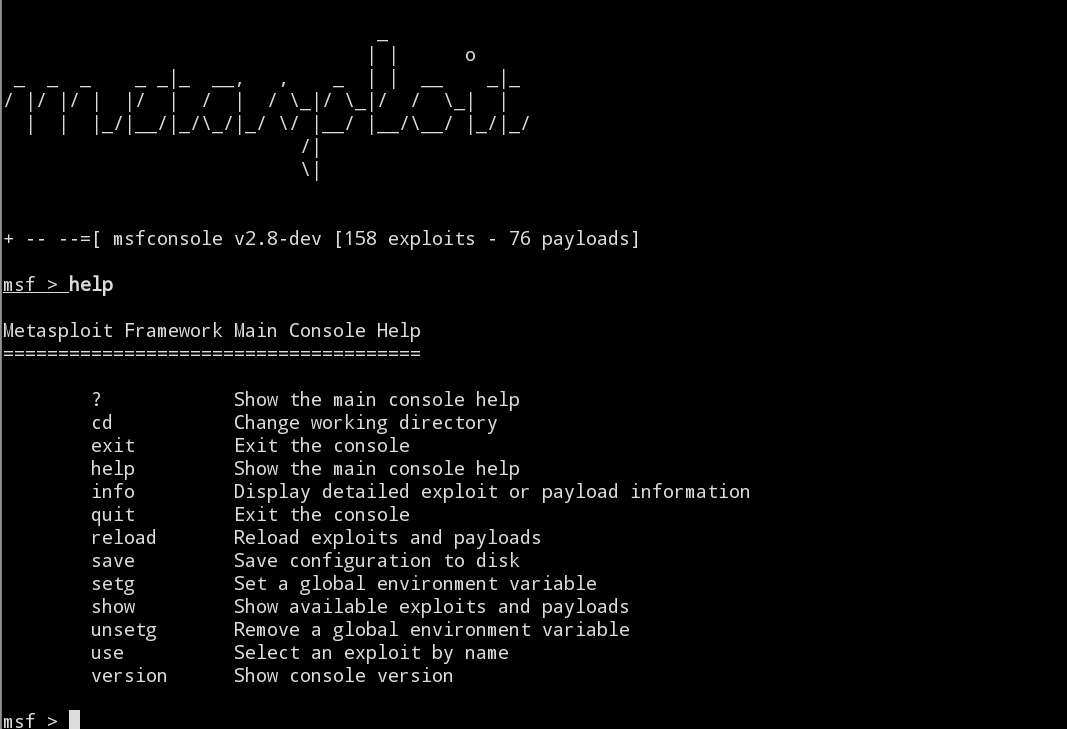 metasploit
+ -- --=[ msfconsole v2.8-dev [158 exploits - 76 payloads]
msf > help
Metasploit Framework Main Console Help
======================================
? Show the main console help
cd Change working directory
exit Exit the console
help Show the main console help
info Display detailed exploit or payload information
quit Exit the console
reload Reload exploits and payloads
save Save configuration to disk
setg Set a global environment variable
show Show available exploits and payloads
unsetg Remove a global environment variable
use Select an exploit by name
version Show console version
msf >